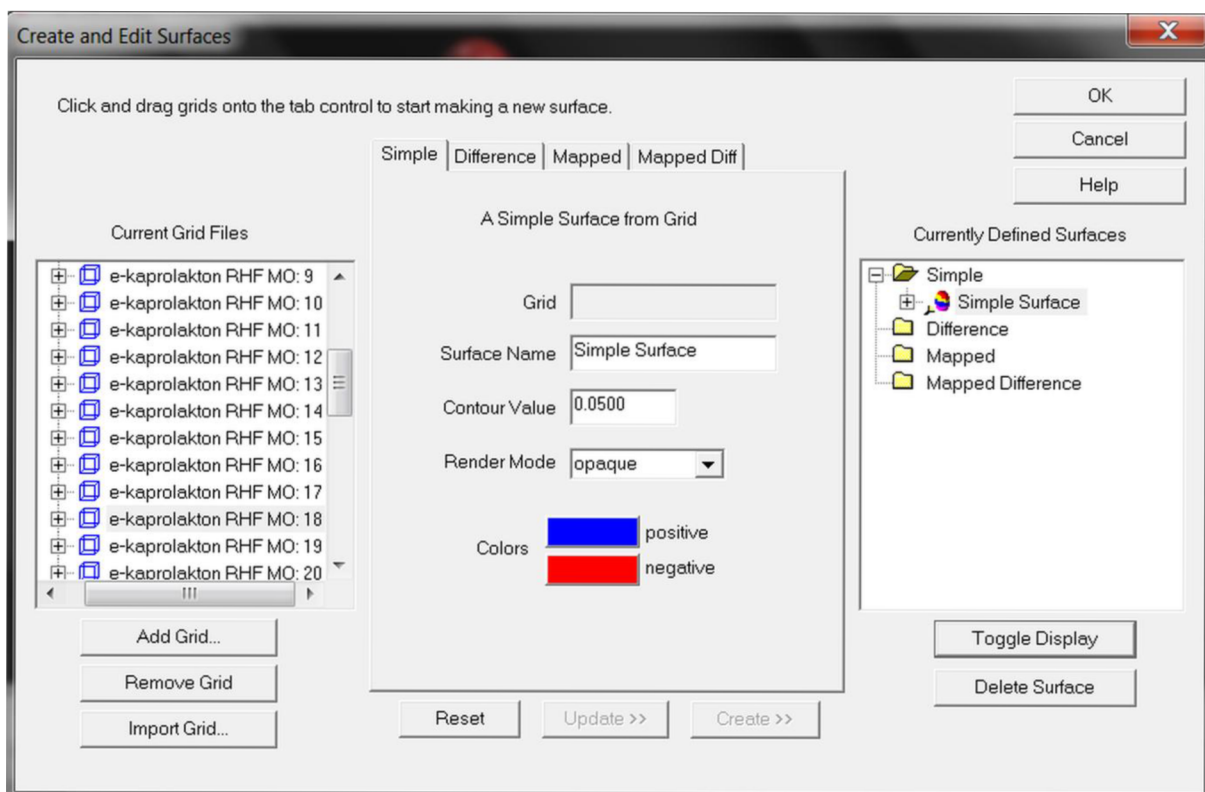 Create and Edit Surfaces
Click and drag grids onto the tab control to start making a new surface.
OK
Cancel
Help
Simple
Difference
Mapped
Mapped Diff
Current Grid Files
e-kaprolakton RHF MO: 9
e-kaprolakton RHF MO: 10
e-kaprolakton RHF MO: 11
e-kaprolakton RHF MO: 12
e-kaprolakton RHF MO: 13
e-kaprolakton RHF MO: 14
e-kaprolakton RHF MO: 15
e-kaprolakton RHF MO: 16
e-kaprolakton RHF MO: 17
e-kaprolakton RHF MO: 18
e-kaprolakton RHF MO: 19
e-kaprolakton RHF MO: 20
Add Grid...
Remove Grid
Import Grid...
A Simple Surface from Grid
Grid
Surface Name Simple Surface
Contour Value 0.0500
Render Mode opaque
Colors
positive
negative
Reset
Update >>
Create >>
Currently Defined Surfaces
Simple
Simple Surface
Difference
Mapped
Mapped Difference
Toggle Display
Delete Surface